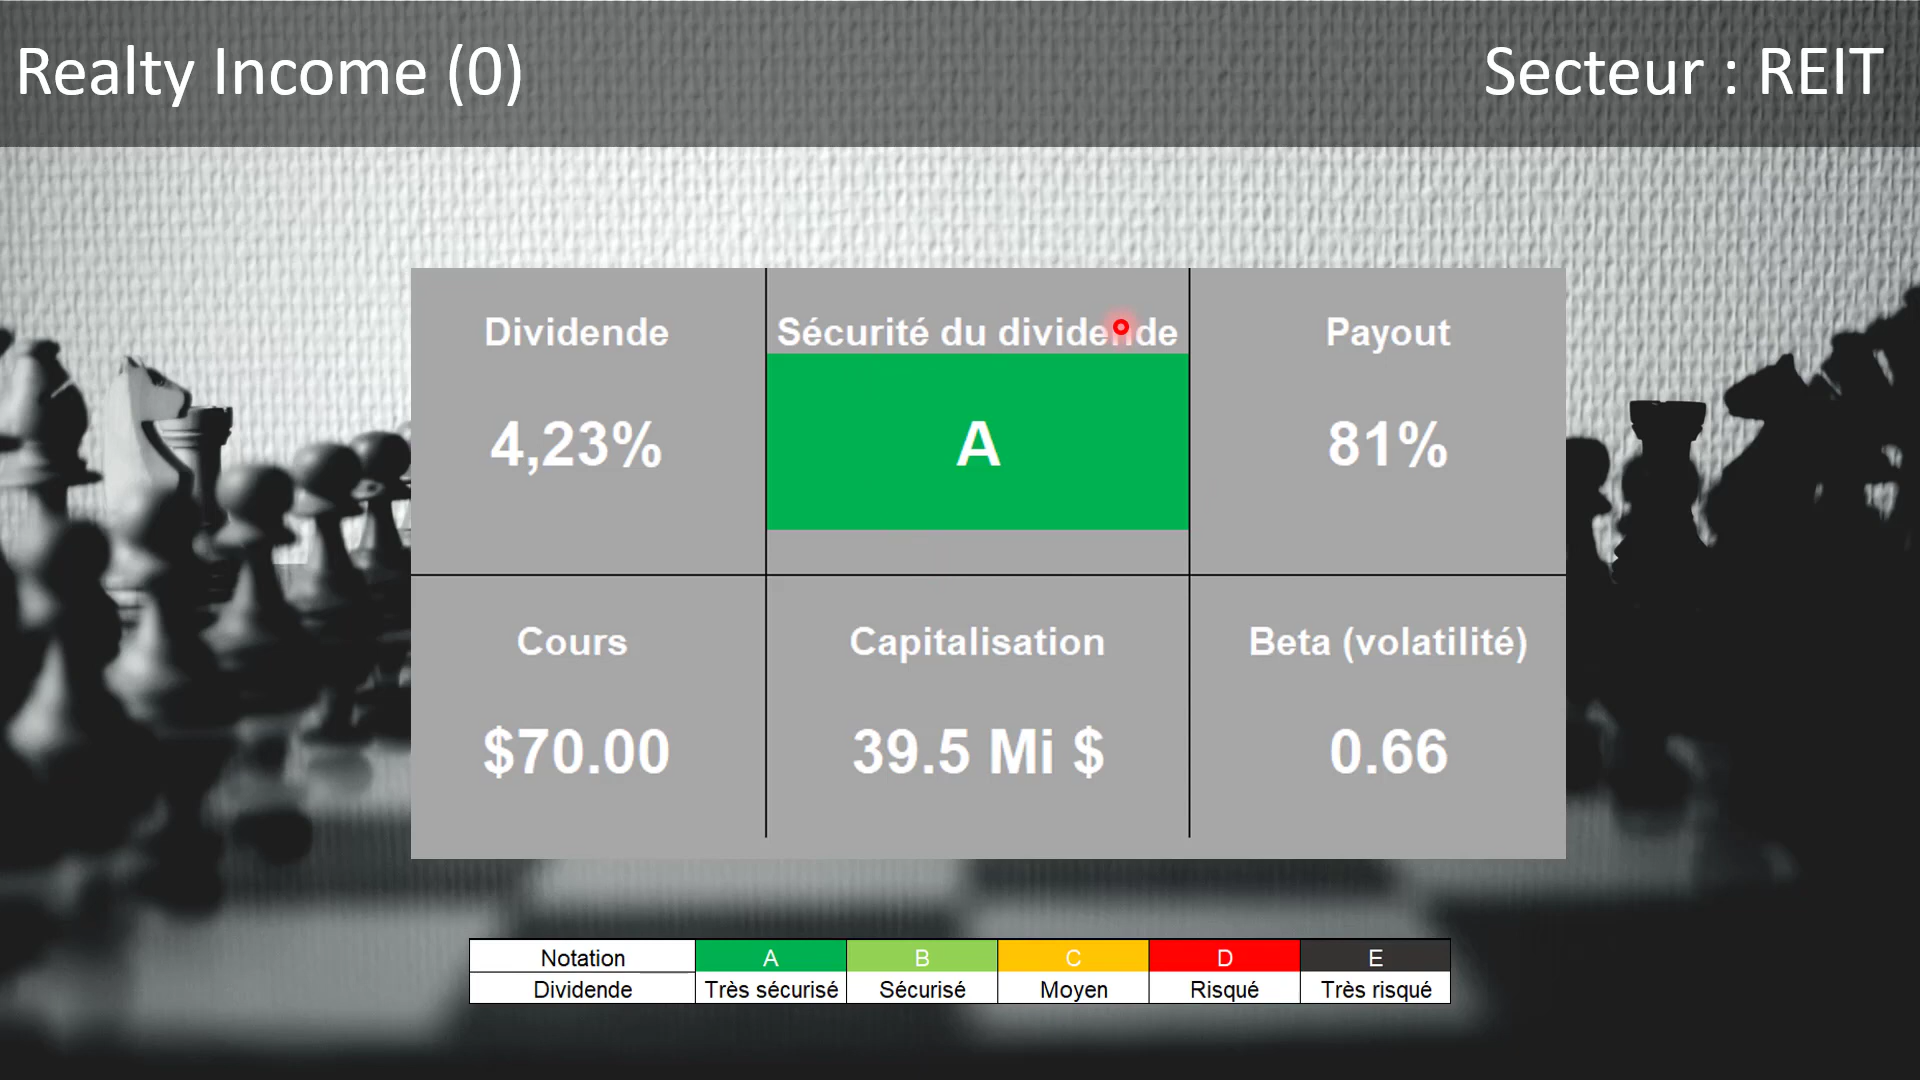 Realty Income (0)
Secteur : REIT
Dividende
4,23%
Sécurité du dividende
A
Payout
81%
Cours
$70.00
Capitalisation
39.5 Mi $
Beta (volatilité)
0.66
Notation A B C D E
Dividende Très sécurisé Sécurisé Moyen Risqué Très risqué